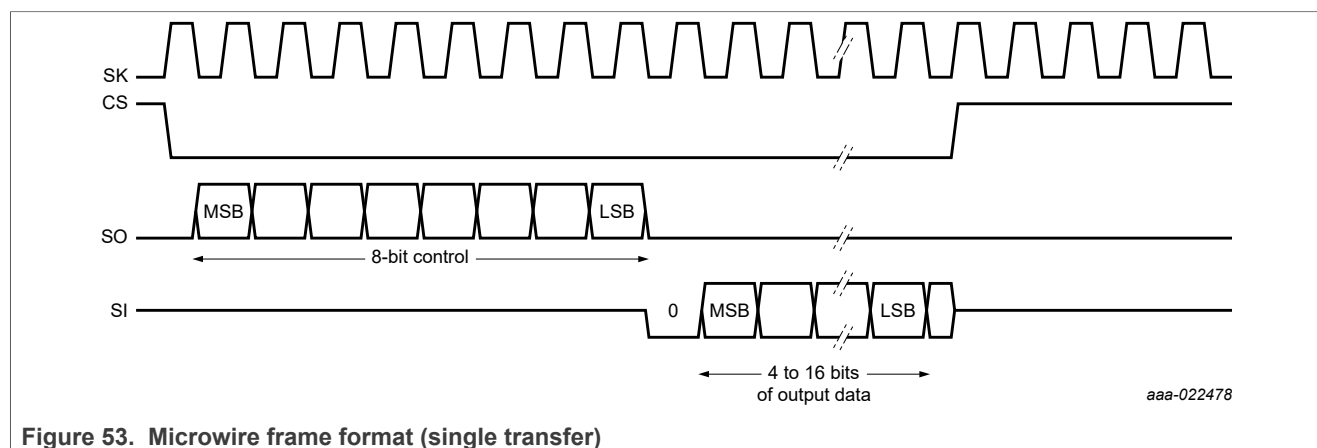 SK
CS
MSB
LSB
SO
8-bit control
SI
0
MSB
LSB
4 to 16 bits
of output data
aaa-022478
Figure 53. Microwire frame format (single transfer)